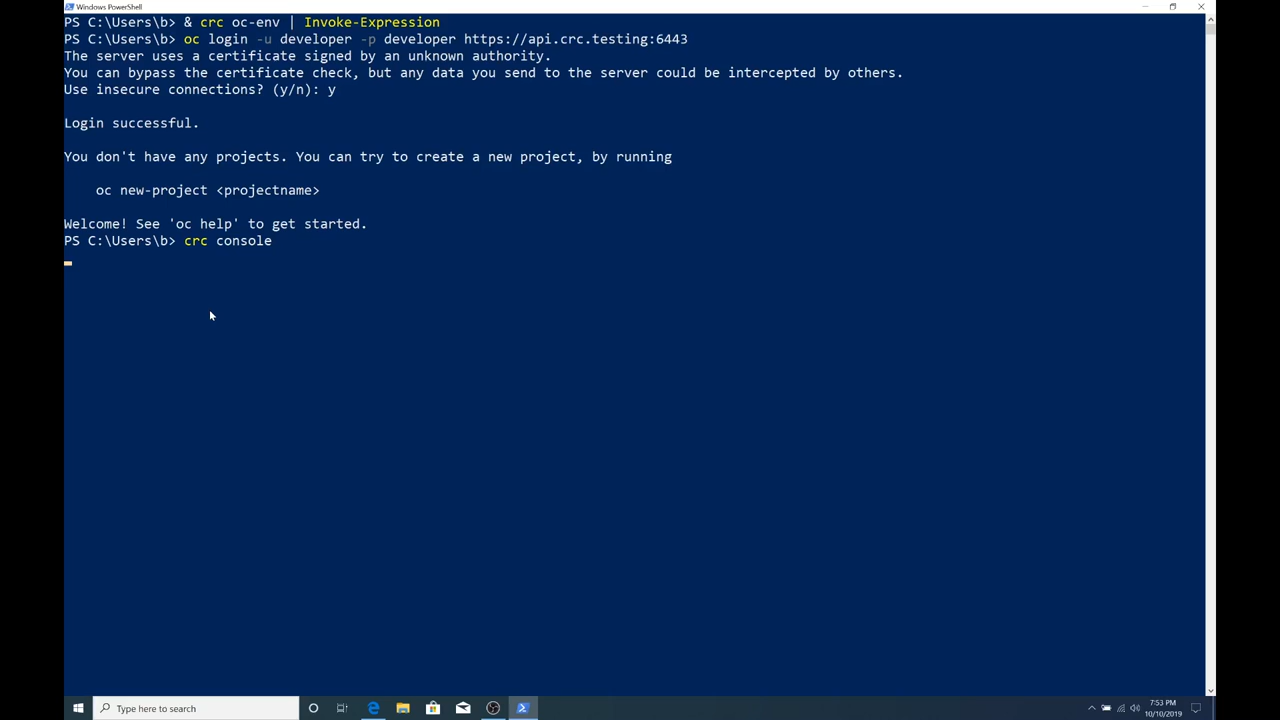 Windows PowerShell
PS C:\Users\b> & crc oc-env | Invoke-Expression
PS C:\Users\b> oc login -u developer -p developer https://api.crc.testing:6443
The server uses a certificate signed by an unknown authority.
You can bypass the certificate check, but any data you send to the server could be intercepted by others.
Use insecure connections? (y/n): y
Login successful.
You don't have any projects. You can try to create a new project, by running
oc new-project <projectname>
Welcome! See 'oc help' to get started.
PS C:\Users\b> crc console
Type here to search
7:53 PM
10/10/2019